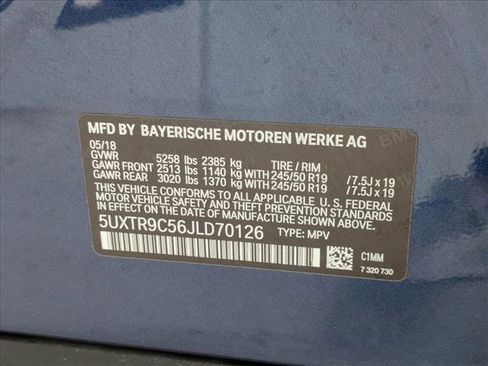 MFD BY BAYERISCHE MOTOREN WERKE AG
05/18
GVWR 5258 lbs 2385 kg TIRE / RIM
GAWR FRONT 2513 lbs 1140 kg WITH 245/50 R19 /7.5J x 19
GAWR REAR 3020 lbs 1370 kg WITH 245/50 R19 /7.5J x 19
THIS VEHICLE CONFORMS TO ALL APPLICABLE U. S. FEDERAL
MOTOR VEHICLE SAFETY AND THEFT PREVENTION STANDARDS
IN EFFECT ON THE DATE OF MANUFACTURE SHOWN ABOVE.
5UXTR9C56JLD70126 TYPE: MPV
C1MM
7 320 730